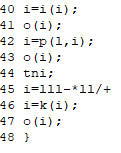 40 i=i(i);
41 o(i);
42 i=p(l,i);
43 o(i);
44 tni;
45 i=lll-*ll/+
46 i=k(i);
47 o(i);
48 }